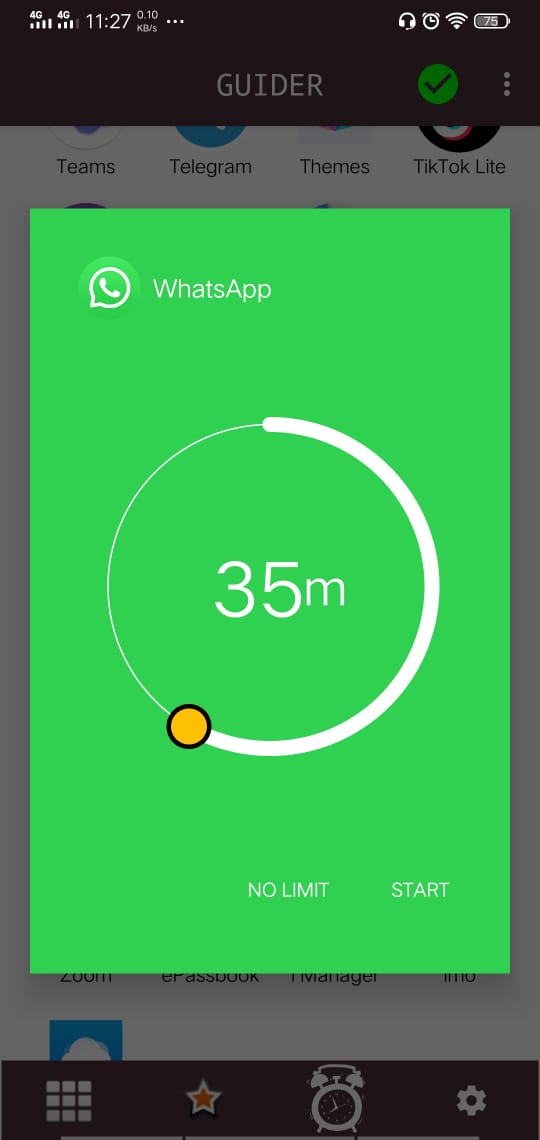 4G 4G 11:27 0.10 KB/s ... 75
GUIDER
Teams Telegram Themes TikTok Lite
WhatsApp
35m
NO LIMIT START
Zoom ePassbook imo